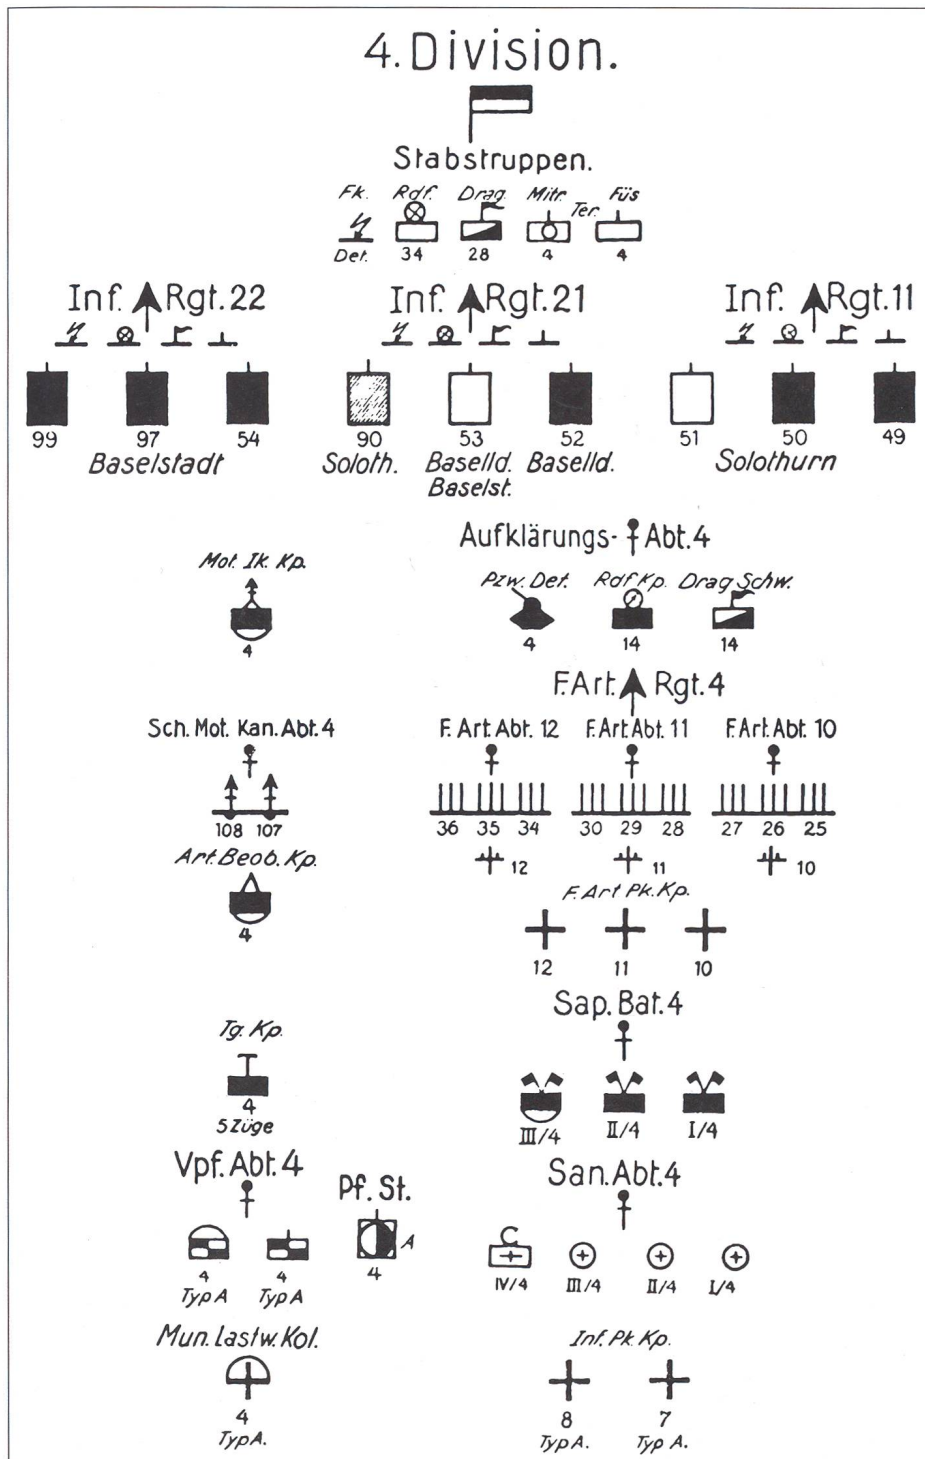 4. Division.
Stabstruppen.
Fk. Rdf. Drag. Mitr. Ter. Füs
Det. 34 28 4 4
Inf. Rgt. 22 Inf. Rgt. 21 Inf. Rgt. 11
99 97 54 90 53 52 51 50 49
Baselstadt Soloth. Baselld. Baselld. Solothurn
Baselst.
Aufklärungs- Abt. 4
Mot. Ik. Kp. Pzw. Det. Rdf Kp. Drag Schw.
4 4 14 14
F. Art. Rgt. 4
Sch. Mot. Kan. Abt. 4 F. Art Abt. 12 F. Art. Abt. 11 F. Art. Abt. 10
108 107 36 35 34 30 29 28 27 26 25
Art. Beob. Kp. 12 11 10
4 F. Art Pk. Kp.
12 11 10
Sap. Bat. 4
Tg. Kp.
4 III/4 II/4 I/4
5 Züge
Vpf. Abt. 4 Pf. St. San. Abt. 4
A
4 4 4 IV/4 III/4 II/4 I/4
Typ A Typ A
Mun. Lastw. Kol. Inf. Pk. Kp.
4 8 7
Typ A. Typ A. Typ A.